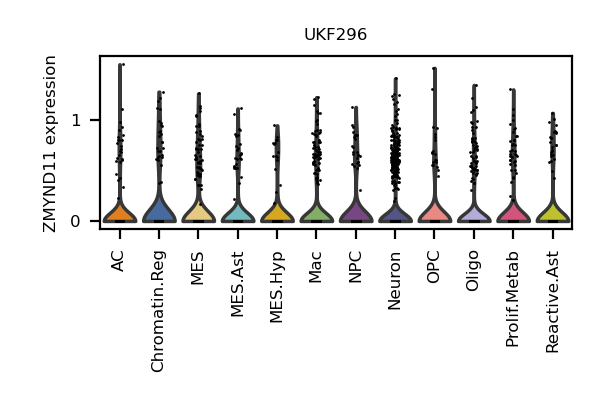 UKF296
ZMYND11 expression
1
0
AC
Chromatin.Reg
MES
MES.Ast
MES.Hyp
Mac
NPC
Neuron
OPC
Oligo
Prolif.Metab
Reactive.Ast